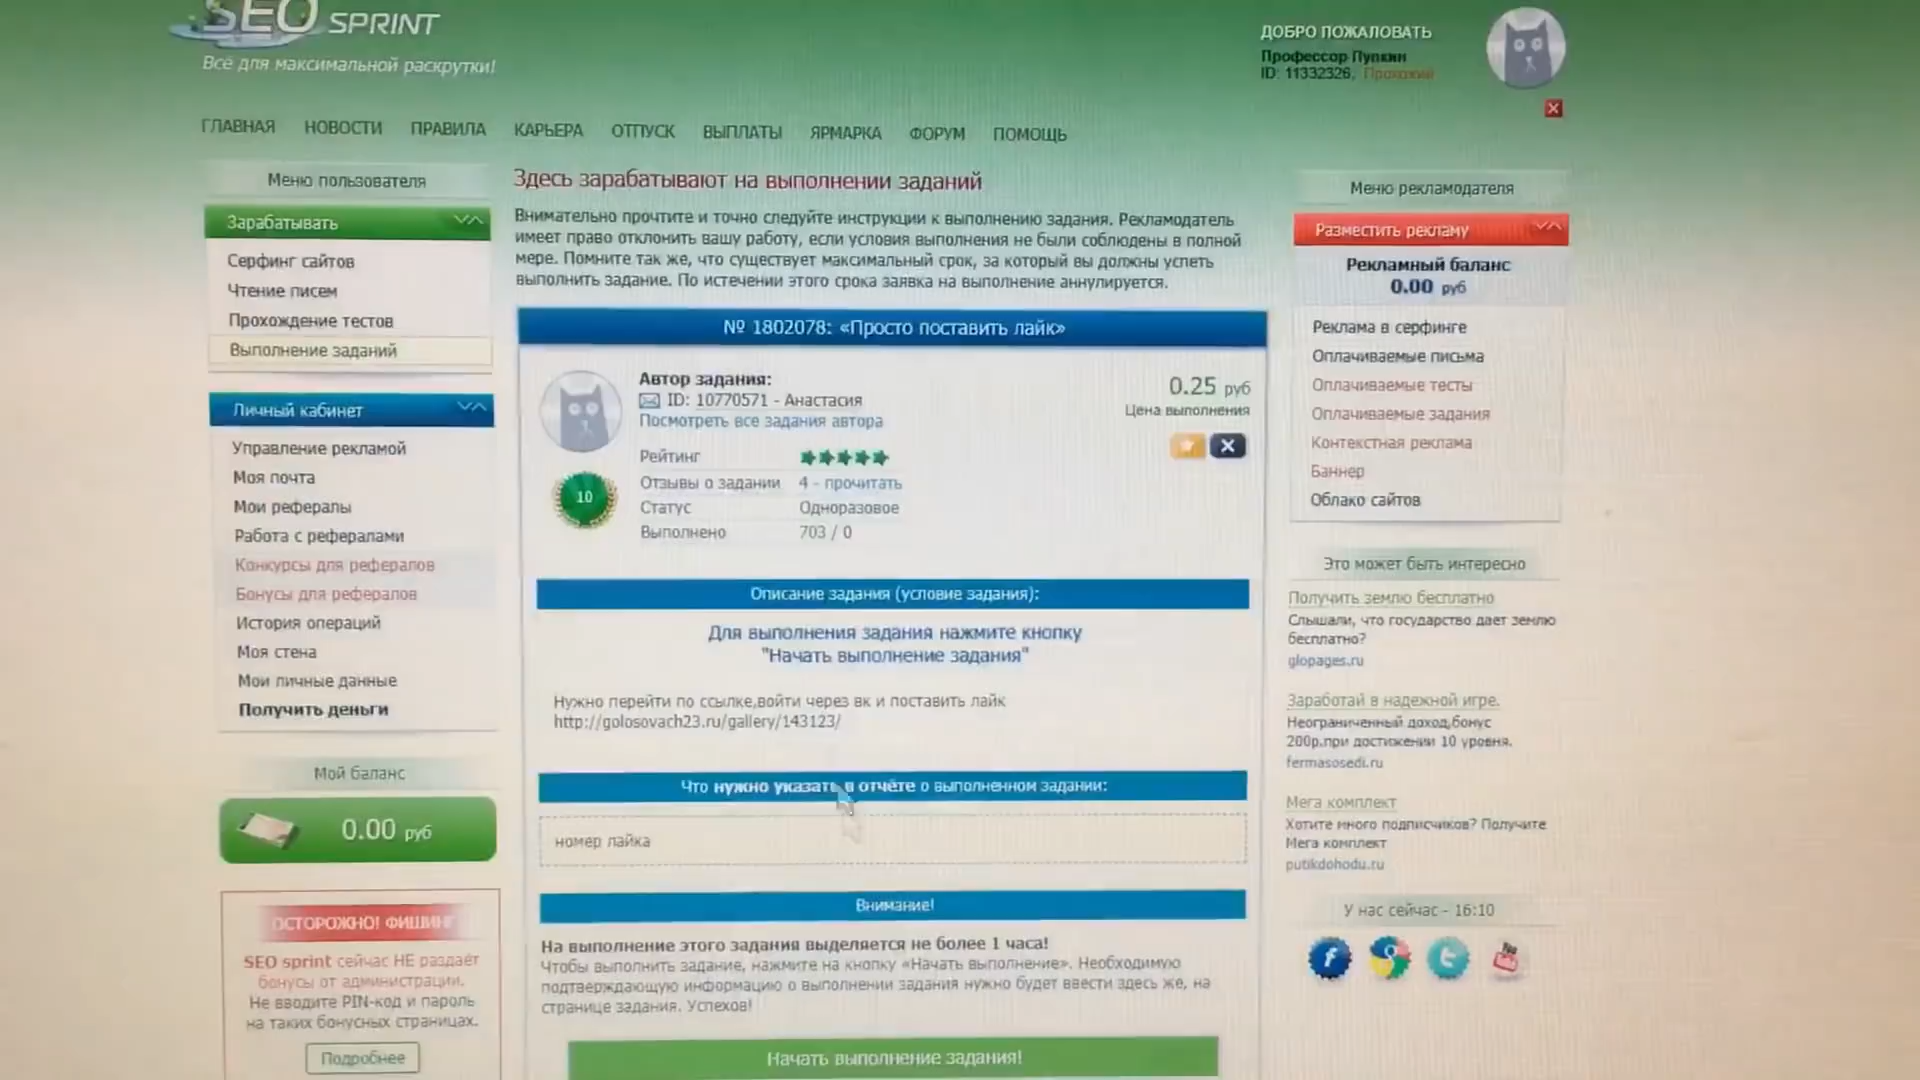 SEO SPRINT
Всё для максимальной раскрутки!
ДОБРО ПОЖАЛОВАТЬ
Профессор Пупкин
ID: 11332326, Прохожий
ГЛАВНАЯ НОВОСТИ ПРАВИЛА КАРЬЕРА ОТПУСК ВЫПЛАТЫ ЯРМАРКА ФОРУМ ПОМОЩЬ
Меню пользователя
Зарабатывать
Серфинг сайтов
Чтение писем
Прохождение тестов
Выполнение заданий
Личный кабинет
Управление рекламой
Моя почта
Мои рефералы
Работа с рефералами
Конкурсы для рефералов
Бонусы для рефералов
История операций
Моя стена
Мои личные данные
Получить деньги
Мой баланс
0.00 руб
ОСТОРОЖНО! ФИШИНГ
SEO sprint сейчас НЕ раздаёт
бонусы от администрации.
Не вводите PIN-код и пароль
на таких бонусных страницах.
Подробнее
Здесь зарабатывают на выполнении заданий
Внимательно прочтите и точно следуйте инструкции к выполнению задания. Рекламодатель
имеет право отклонить вашу работу, если условия выполнения не были соблюдены в полной
мере. Помните так же, что существует максимальный срок, за который вы должны успеть
выполнить задание. По истечении этого срока заявка на выполнение аннулируется.
№ 1802078: «Просто поставить лайк»
Автор задания:
ID: 10770571 - Анастасия
Посмотреть все задания автора
0.25 руб
Цена выполнения
10
Рейтинг
Отзывы о задании 4 - прочитать
Статус Одноразовое
Выполнено 703 / 0
Описание задания (условие задания):
Для выполнения задания нажмите кнопку
"Начать выполнение задания"
Нужно перейти по ссылке,войти через вк и поставить лайк
http://golosovach23.ru/gallery/143123/
Что нужно указать в отчёте о выполненном задании:
номер лайка
Внимание!
На выполнение этого задания выделяется не более 1 часа!
Чтобы выполнить задание, нажмите на кнопку «Начать выполнение». Необходимую
подтверждающую информацию о выполнении задания нужно будет ввести здесь же, на
странице задания. Успехов!
Начать выполнение задания!
Меню рекламодателя
Разместить рекламу
Рекламный баланс
0.00 руб
Реклама в серфинге
Оплачиваемые письма
Оплачиваемые тесты
Оплачиваемые задания
Контекстная реклама
Баннер
Облако сайтов
Это может быть интересно
Получить землю бесплатно
Слышали, что государство дает землю
бесплатно?
glopages.ru
Заработай в надежной игре.
Неограниченный доход,бонус
200р.при достижении 10 уровня.
fermasosedi.ru
Мега комплект
Хотите много подписчиков? Получите
Мега комплект
putikdohodu.ru
У нас сейчас - 16:10